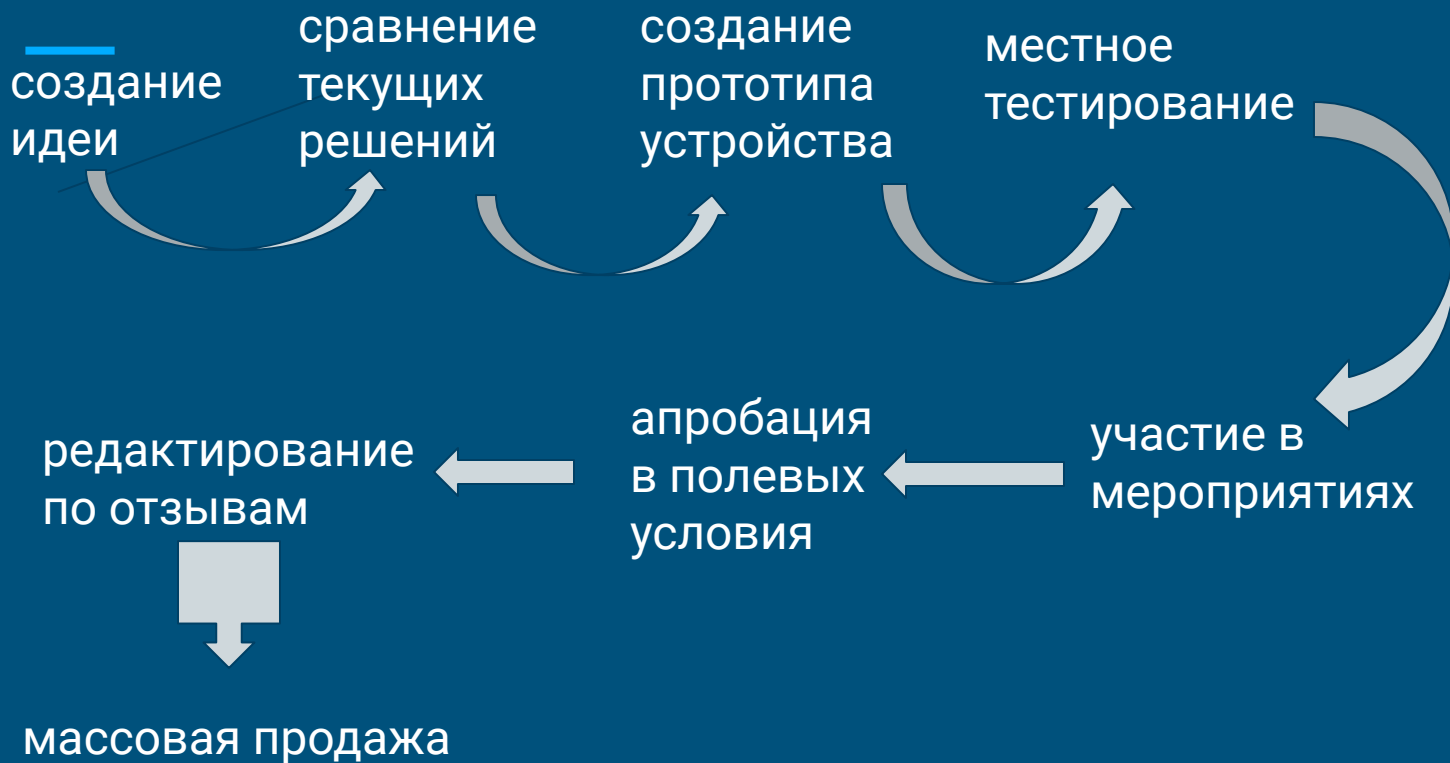 создание
идеи
сравнение
текущих
решений
создание
прототипа
устройства
местное
тестирование
участие в
мероприятиях
апробация
в полевых
условия
редактирование
по отзывам
массовая продажа